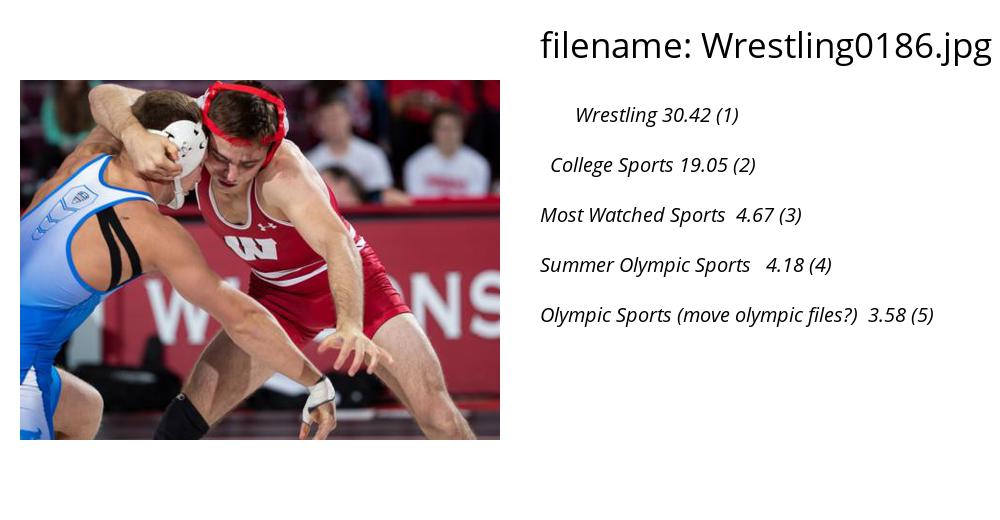 filename: Wrestling0186.jpg
Wrestling 30.42 (1)
College Sports 19.05 (2)
Most Watched Sports 4.67 (3)
Summer Olympic Sports 4.18 (4)
Olympic Sports (move olympic files?) 3.58 (5)
W
W NS